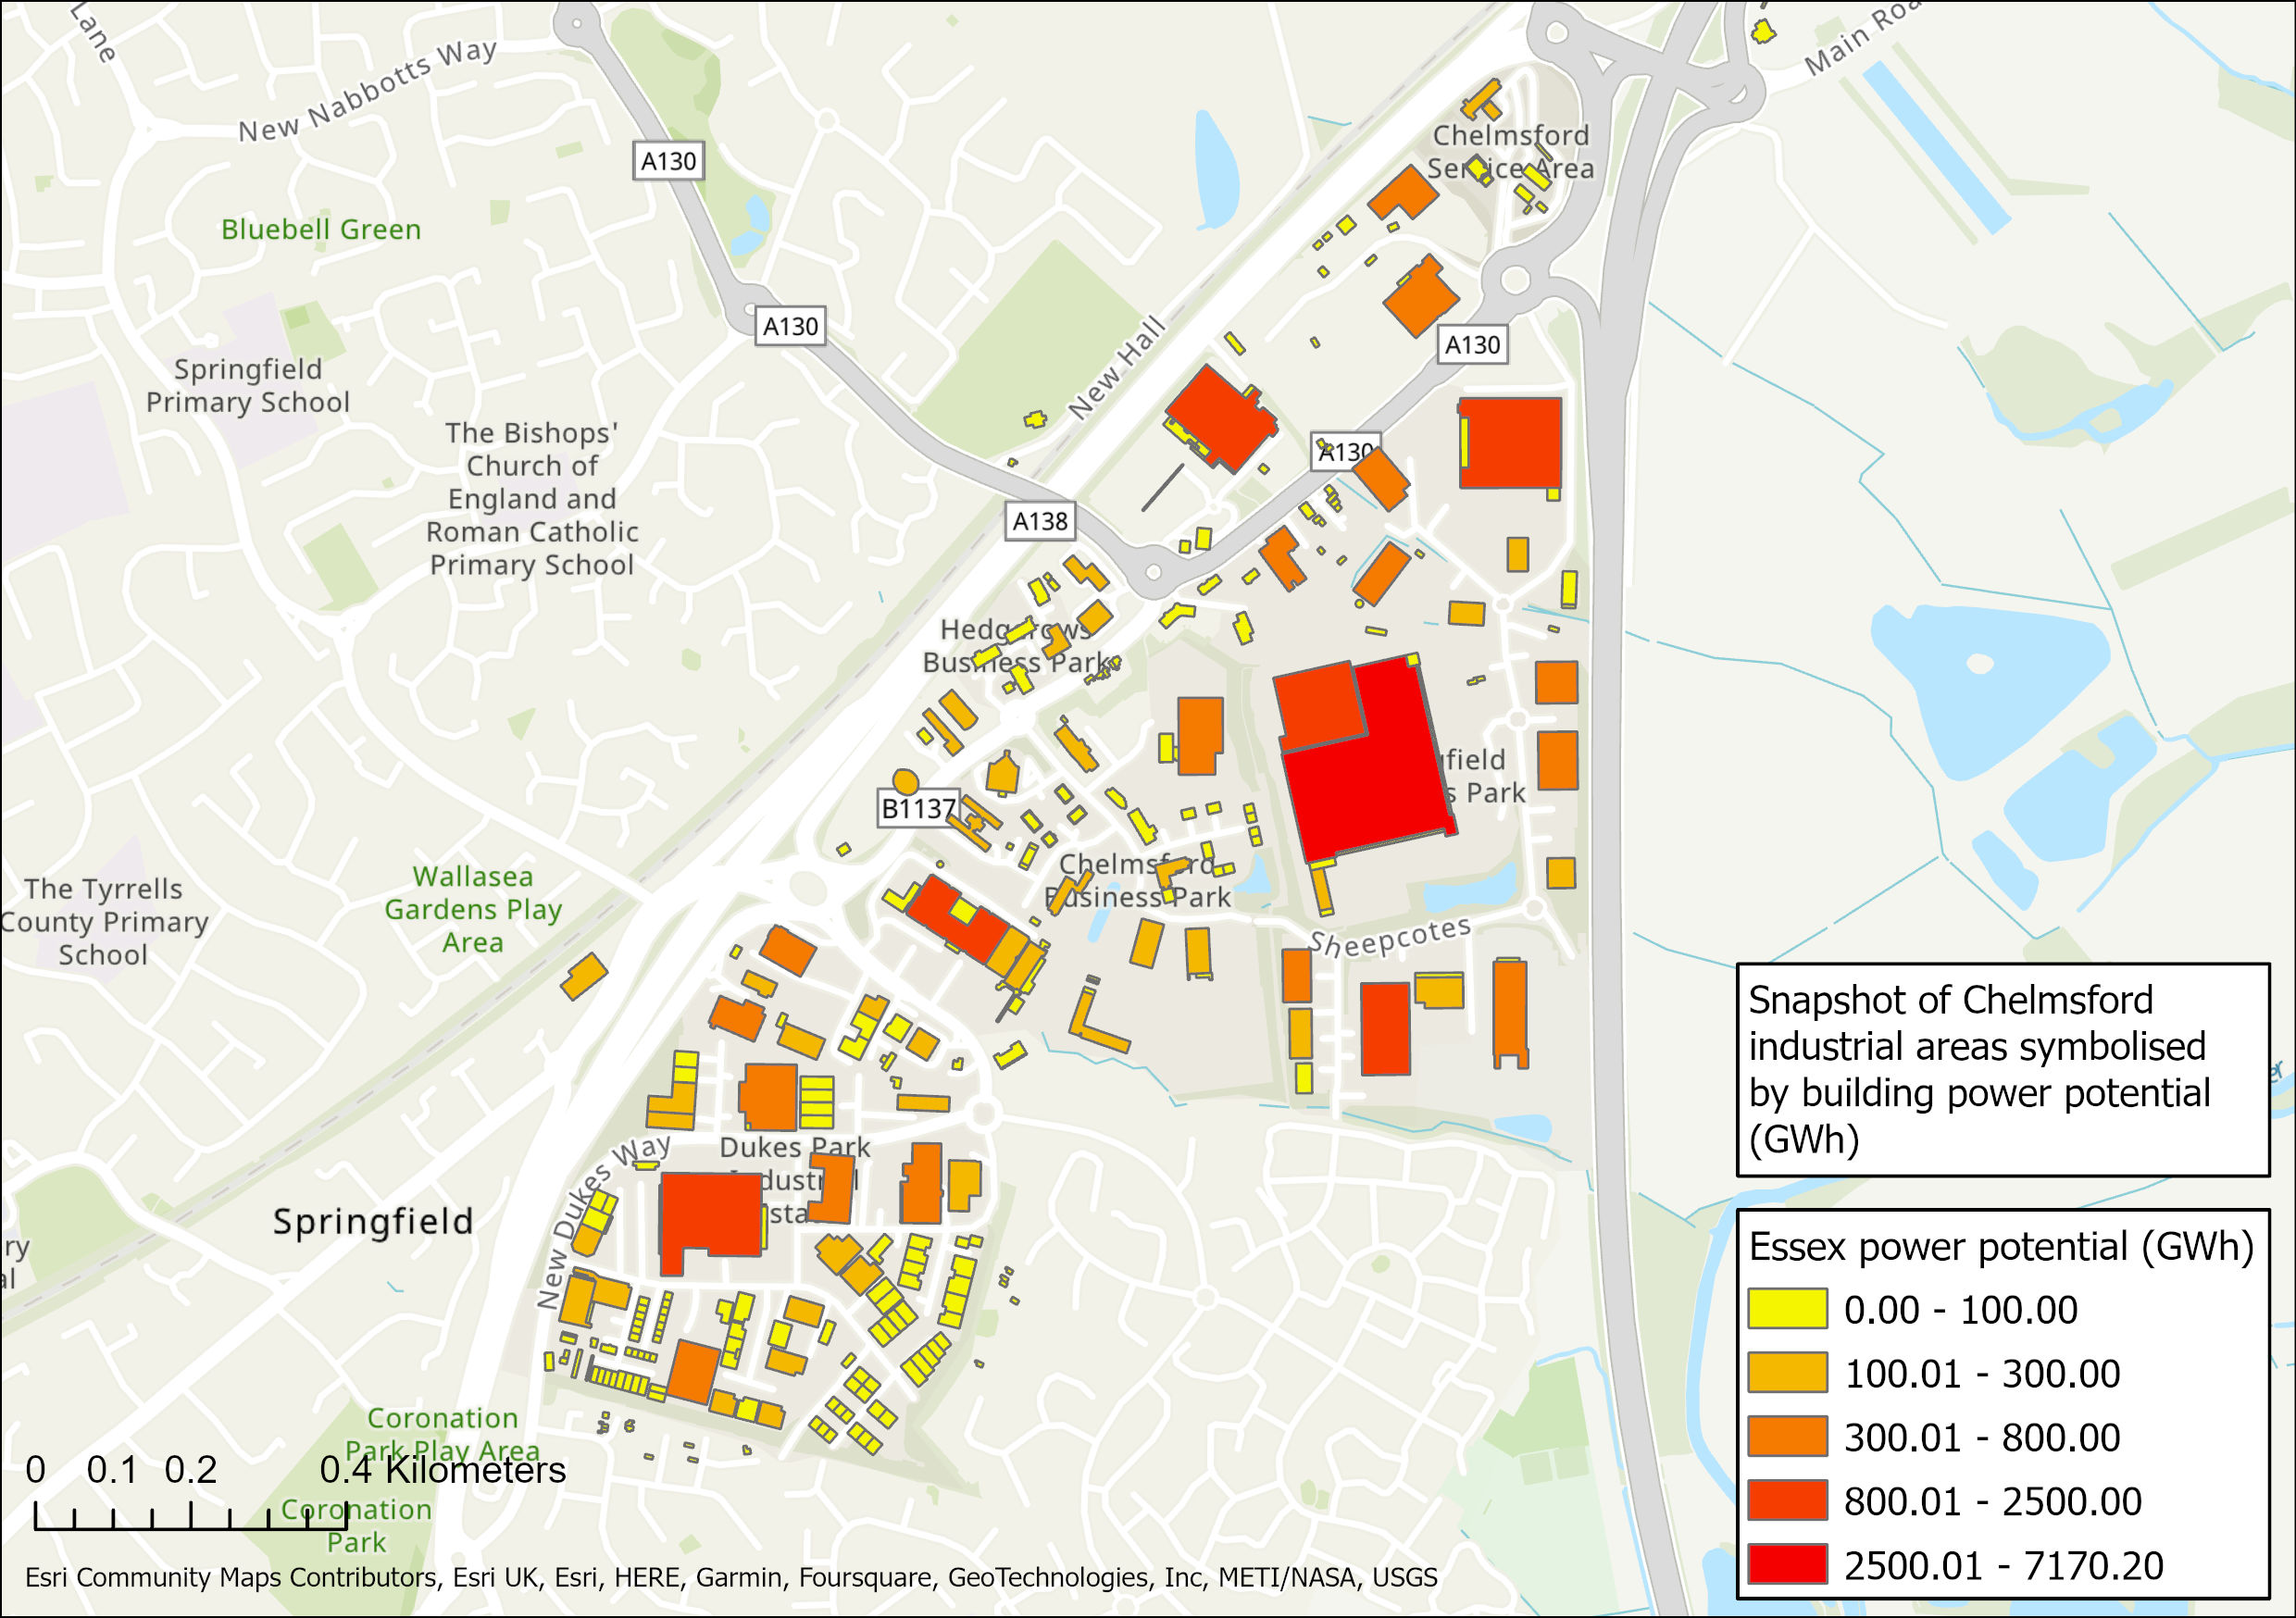 Lane
New Nabbotts Way
Main Roa
A130
Chelmsford
Service Area
Bluebell Green
A130
A130
New Hall
Springfield
Primary School
The Bishops'
Church of
England and
Roman Catholic
Primary School
A130
A138
Hedgerows
Business Park
field
s Park
B1137
Chelmsford
Business Park
Wallasea
Gardens Play
Area
The Tyrrells
County Primary
School
Sheepcotes
Snapshot of Chelmsford
industrial areas symbolised
by building power potential
(GWh)
er
New Dukes Way
Dukes Park
Industrial
sta
Springfield
ry
al
Essex power potential (GWh)
0.00 - 100.00
100.01 - 300.00
300.01 - 800.00
800.01 - 2500.00
2500.01 - 7170.20
Coronation
Park Play Area
0 0.1 0.2 0.4 Kilometers
Coronation
Park
Esri Community Maps Contributors, Esri UK, Esri, HERE, Garmin, Foursquare, GeoTechnologies, Inc, METI/NASA, USGS